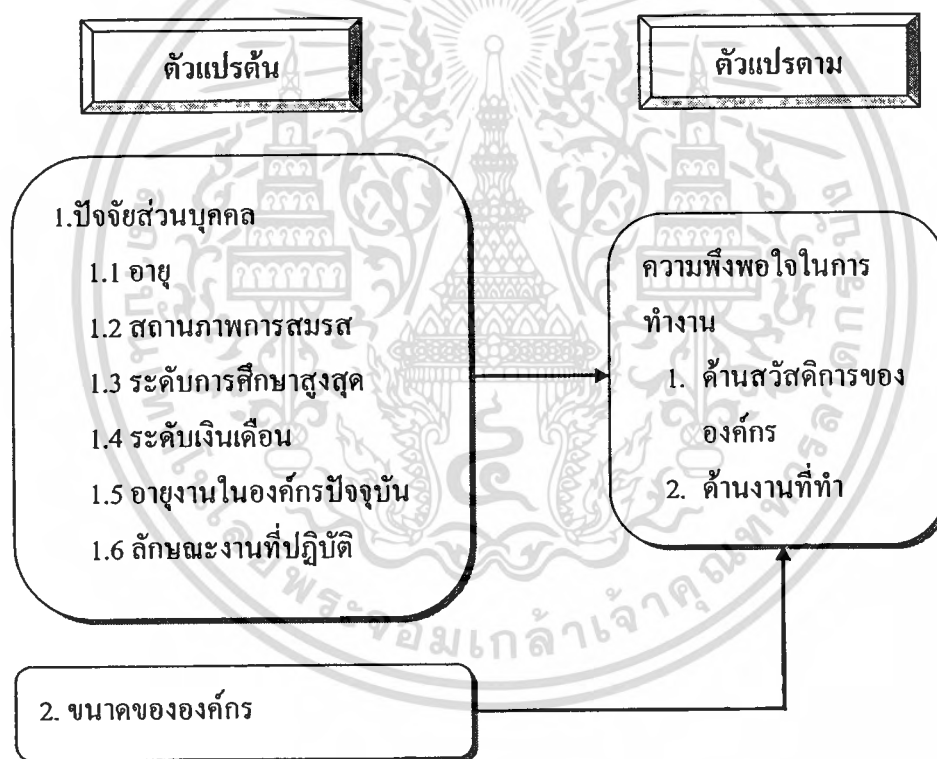 ตัวแปรต้น
ตัวแปรตาม
1.ปัจจัยส่วนบุคคล
1.1 อายุ
1.2 สถานภาพการสมรส
1.3 ระดับการศึกษาสูงสุด
1.4 ระดับเงินเดือน
1.5 อายุงานในองค์กรปัจจุบัน
1.6 ลักษณะงานที่ปฏิบัติ
ความพึงพอใจในการ
ทำงาน
1. ด้านสวัสดิการของ
องค์กร
2. ด้านงานที่ทำ
2. ขนาดขององค์กร